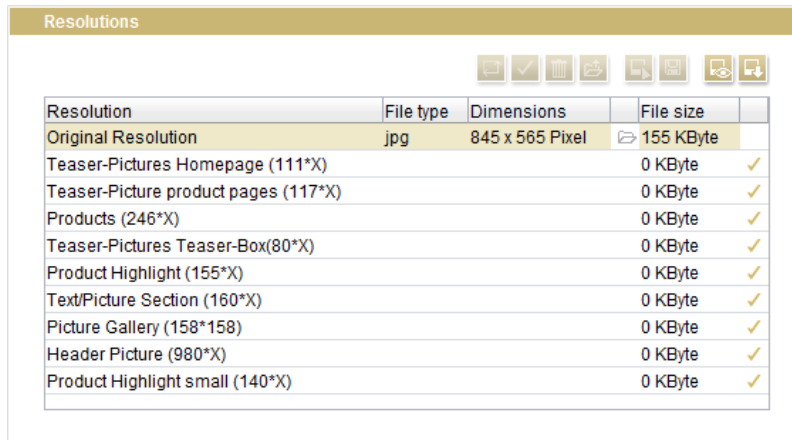 Resolutions
Resolution File type Dimensions File size
Original Resolution jpg 845 x 565 Pixel 155 KByte
Teaser-Pictures Homepage (111*X) 0 KByte
Teaser-Picture product pages (117*X) 0 KByte
Products (246*X) 0 KByte
Teaser-Pictures Teaser-Box(80*X) 0 KByte
Product Highlight (155*X) 0 KByte
Text/Picture Section (160*X) 0 KByte
Picture Gallery (158*158) 0 KByte
Header Picture (980*X) 0 KByte
Product Highlight small (140*X) 0 KByte